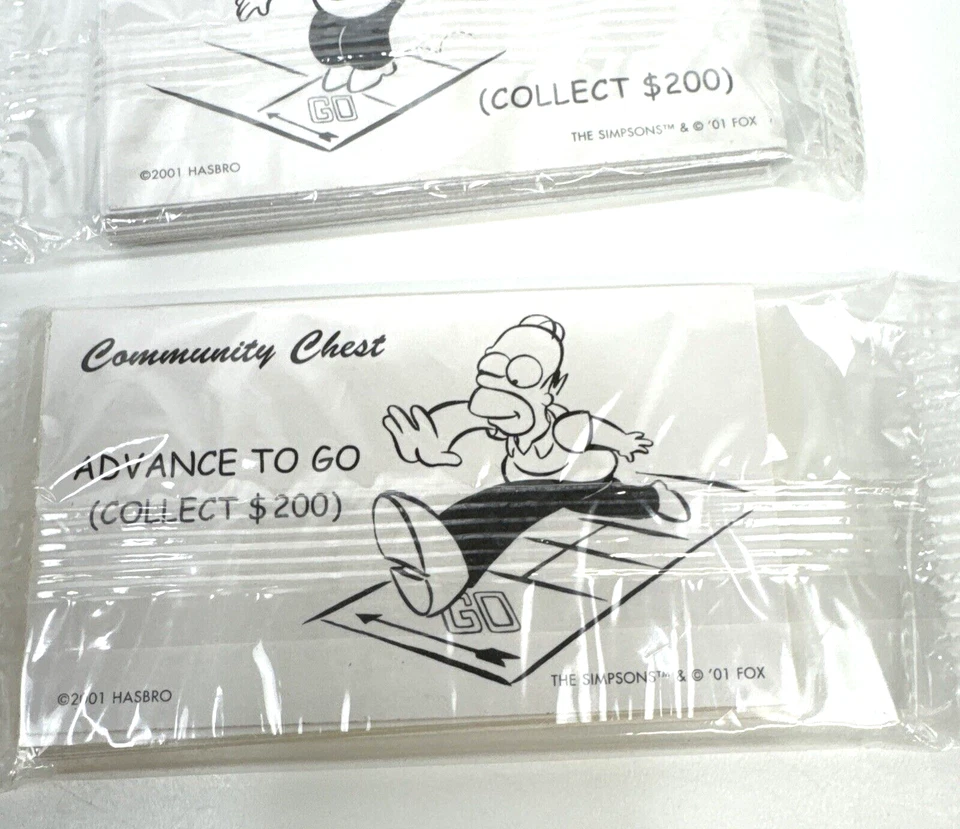 GO
(COLLECT $200)
THE SIMPSONS™ & © '01 FOX
©2001 HASBRO
Community Chest
ADVANCE TO GO
(COLLECT $200)
GO
THE SIMPSONS™ & © '01 FOX
©2001 HASBRO